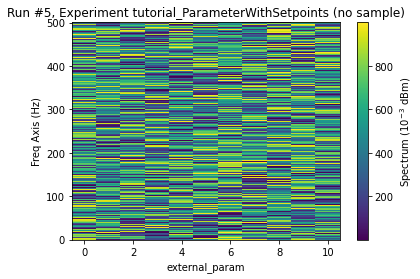 Run #5, Experiment tutorial_ParameterWithSetpoints (no sample)
500
400
300
200
100
0
Freq Axis (Hz)
0 2 4 6 8 10
external_param
800
600
400
200
Spectrum (10⁻³ dBm)